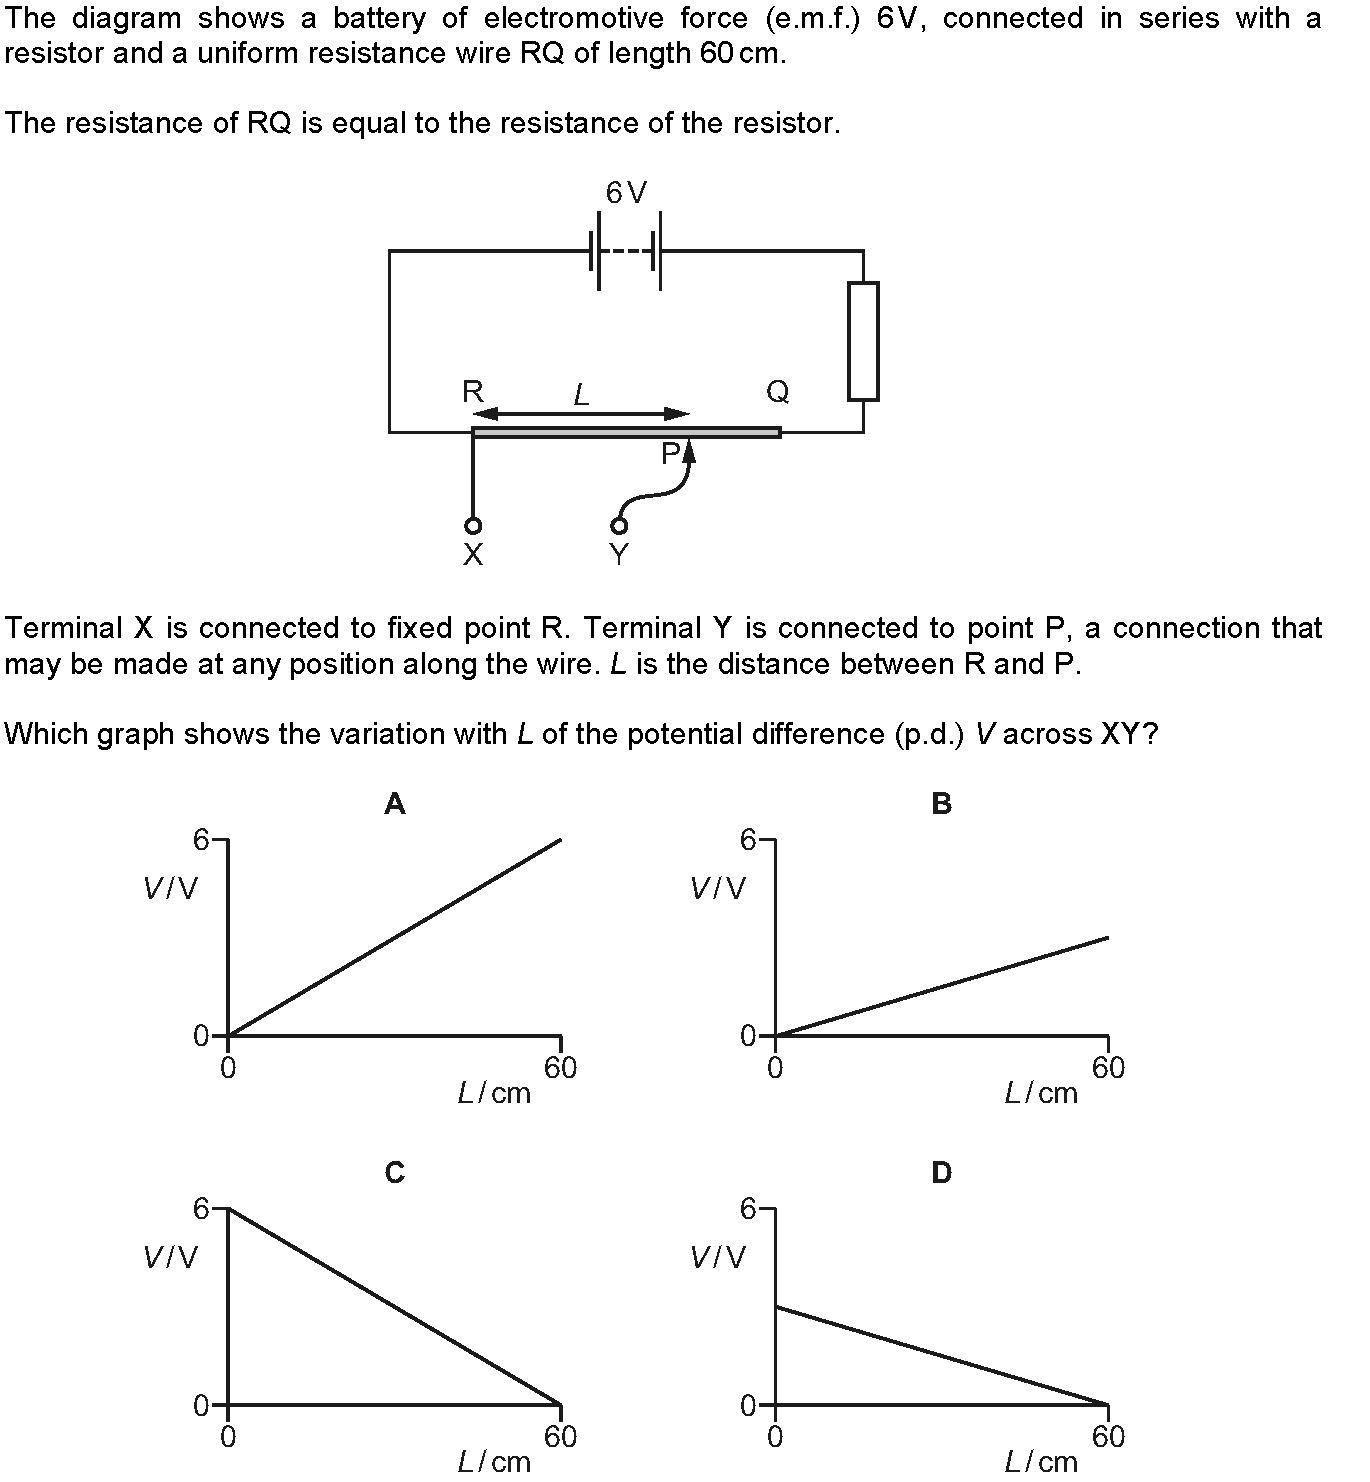 The diagram shows a battery of electromotive force (e.m.f.) 6 V, connected in series with a
resistor and a uniform resistance wire RQ of length 60 cm.
The resistance of RQ is equal to the resistance of the resistor.
6 V
R L Q
P
X Y
Terminal X is connected to fixed point R. Terminal Y is connected to point P, a connection that
may be made at any position along the wire. L is the distance between R and P.
Which graph shows the variation with L of the potential difference (p.d.) V across XY?
A B
6 6
V / V V / V
0 0
0 60 0 60
L / cm L / cm
C D
6 6
V / V V / V
0 0
0 60 0 60
L / cm L / cm